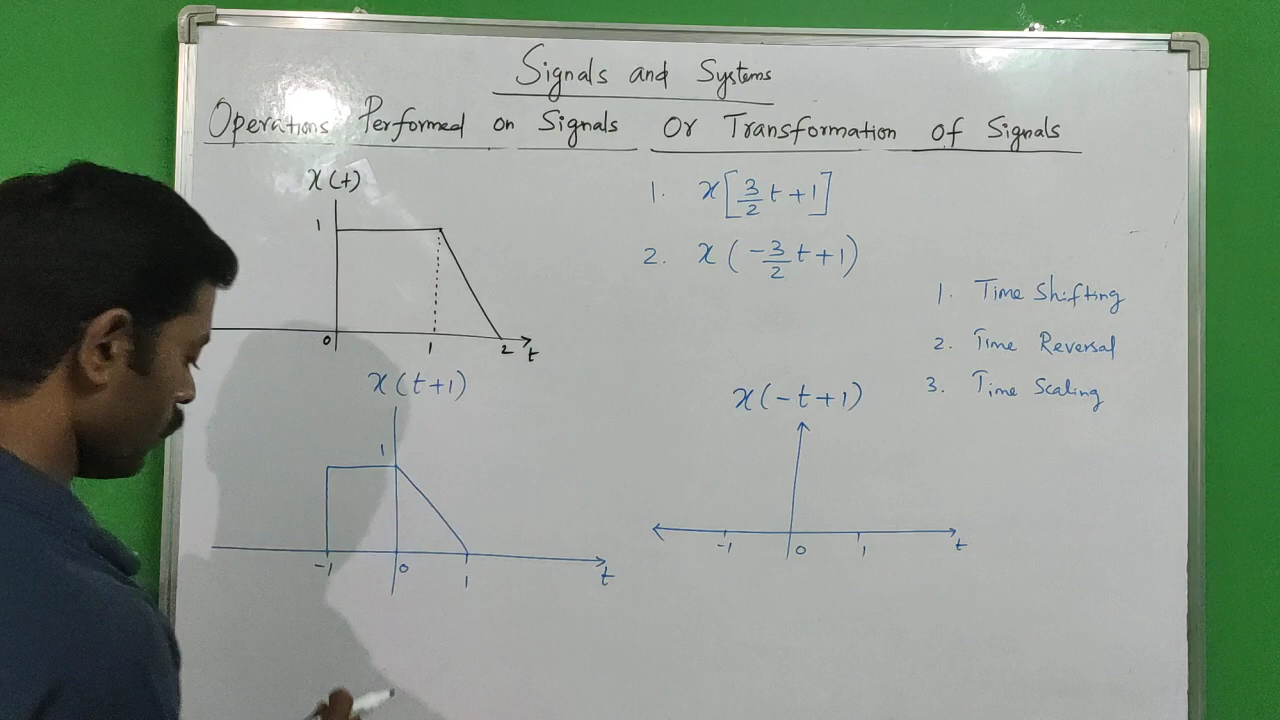 Signals and Systems
Operations Performed on Signals Or Transformation of Signals
x(t)
1
0 1 2 t
1. x[3/2 t+1]
2. x(-3/2 t+1)
1. Time Shifting
2. Time Reversal
3. Time Scaling
x(t+1)
1
-1 0 1 t
x(-t+1)
-1 0 1 t